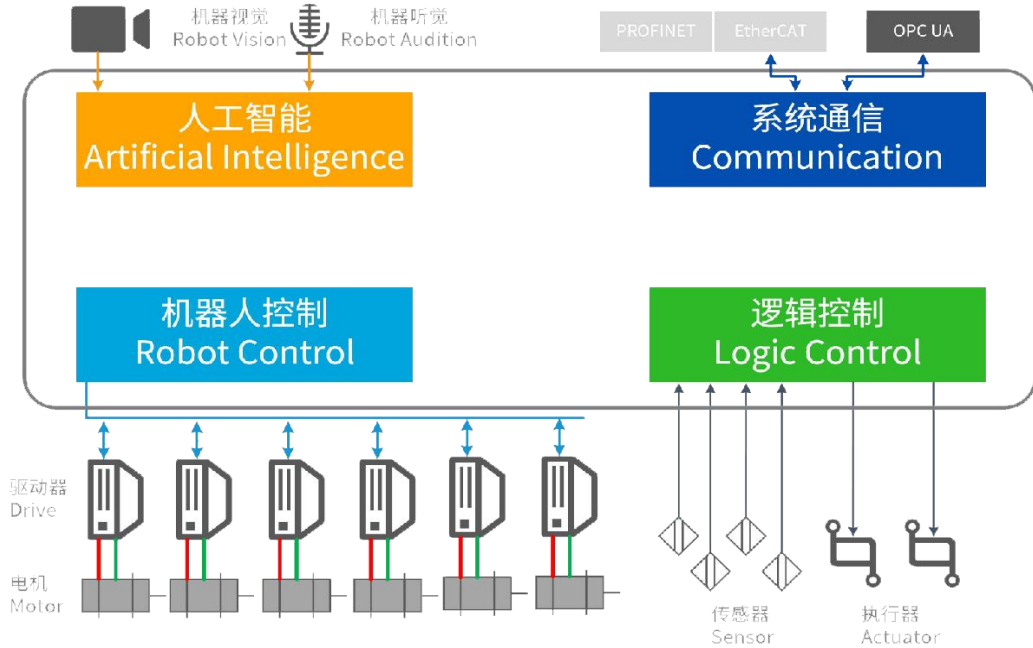 机器视觉
Robot Vision
机器听觉
Robot Audition
PROFINET
EtherCAT
OPC UA
人工智能
Artificial Intelligence
系统通信
Communication
机器人控制
Robot Control
逻辑控制
Logic Control
驱动器
Drive
电机
Motor
传感器
Sensor
执行器
Actuator